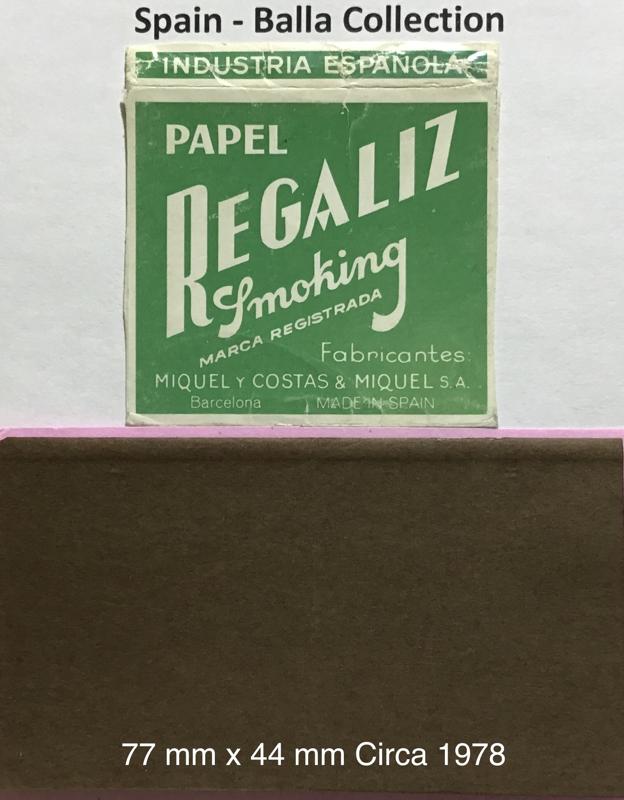 Spain - Balla Collection
INDUSTRIA ESPAÑOLA
PAPEL
REGALIZ
Smoking
MARCA REGISTRADA
Fabricantes:
MIQUEL Y COSTAS & MIQUEL S.A.
Barcelona MADE IN SPAIN
77 mm x 44 mm Circa 1978